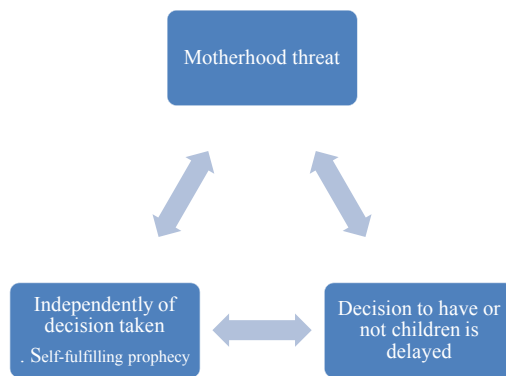 Motherhood threat
Independently of
decision taken
. Self-fulfilling prophecy
Decision to have or
not children is
delayed